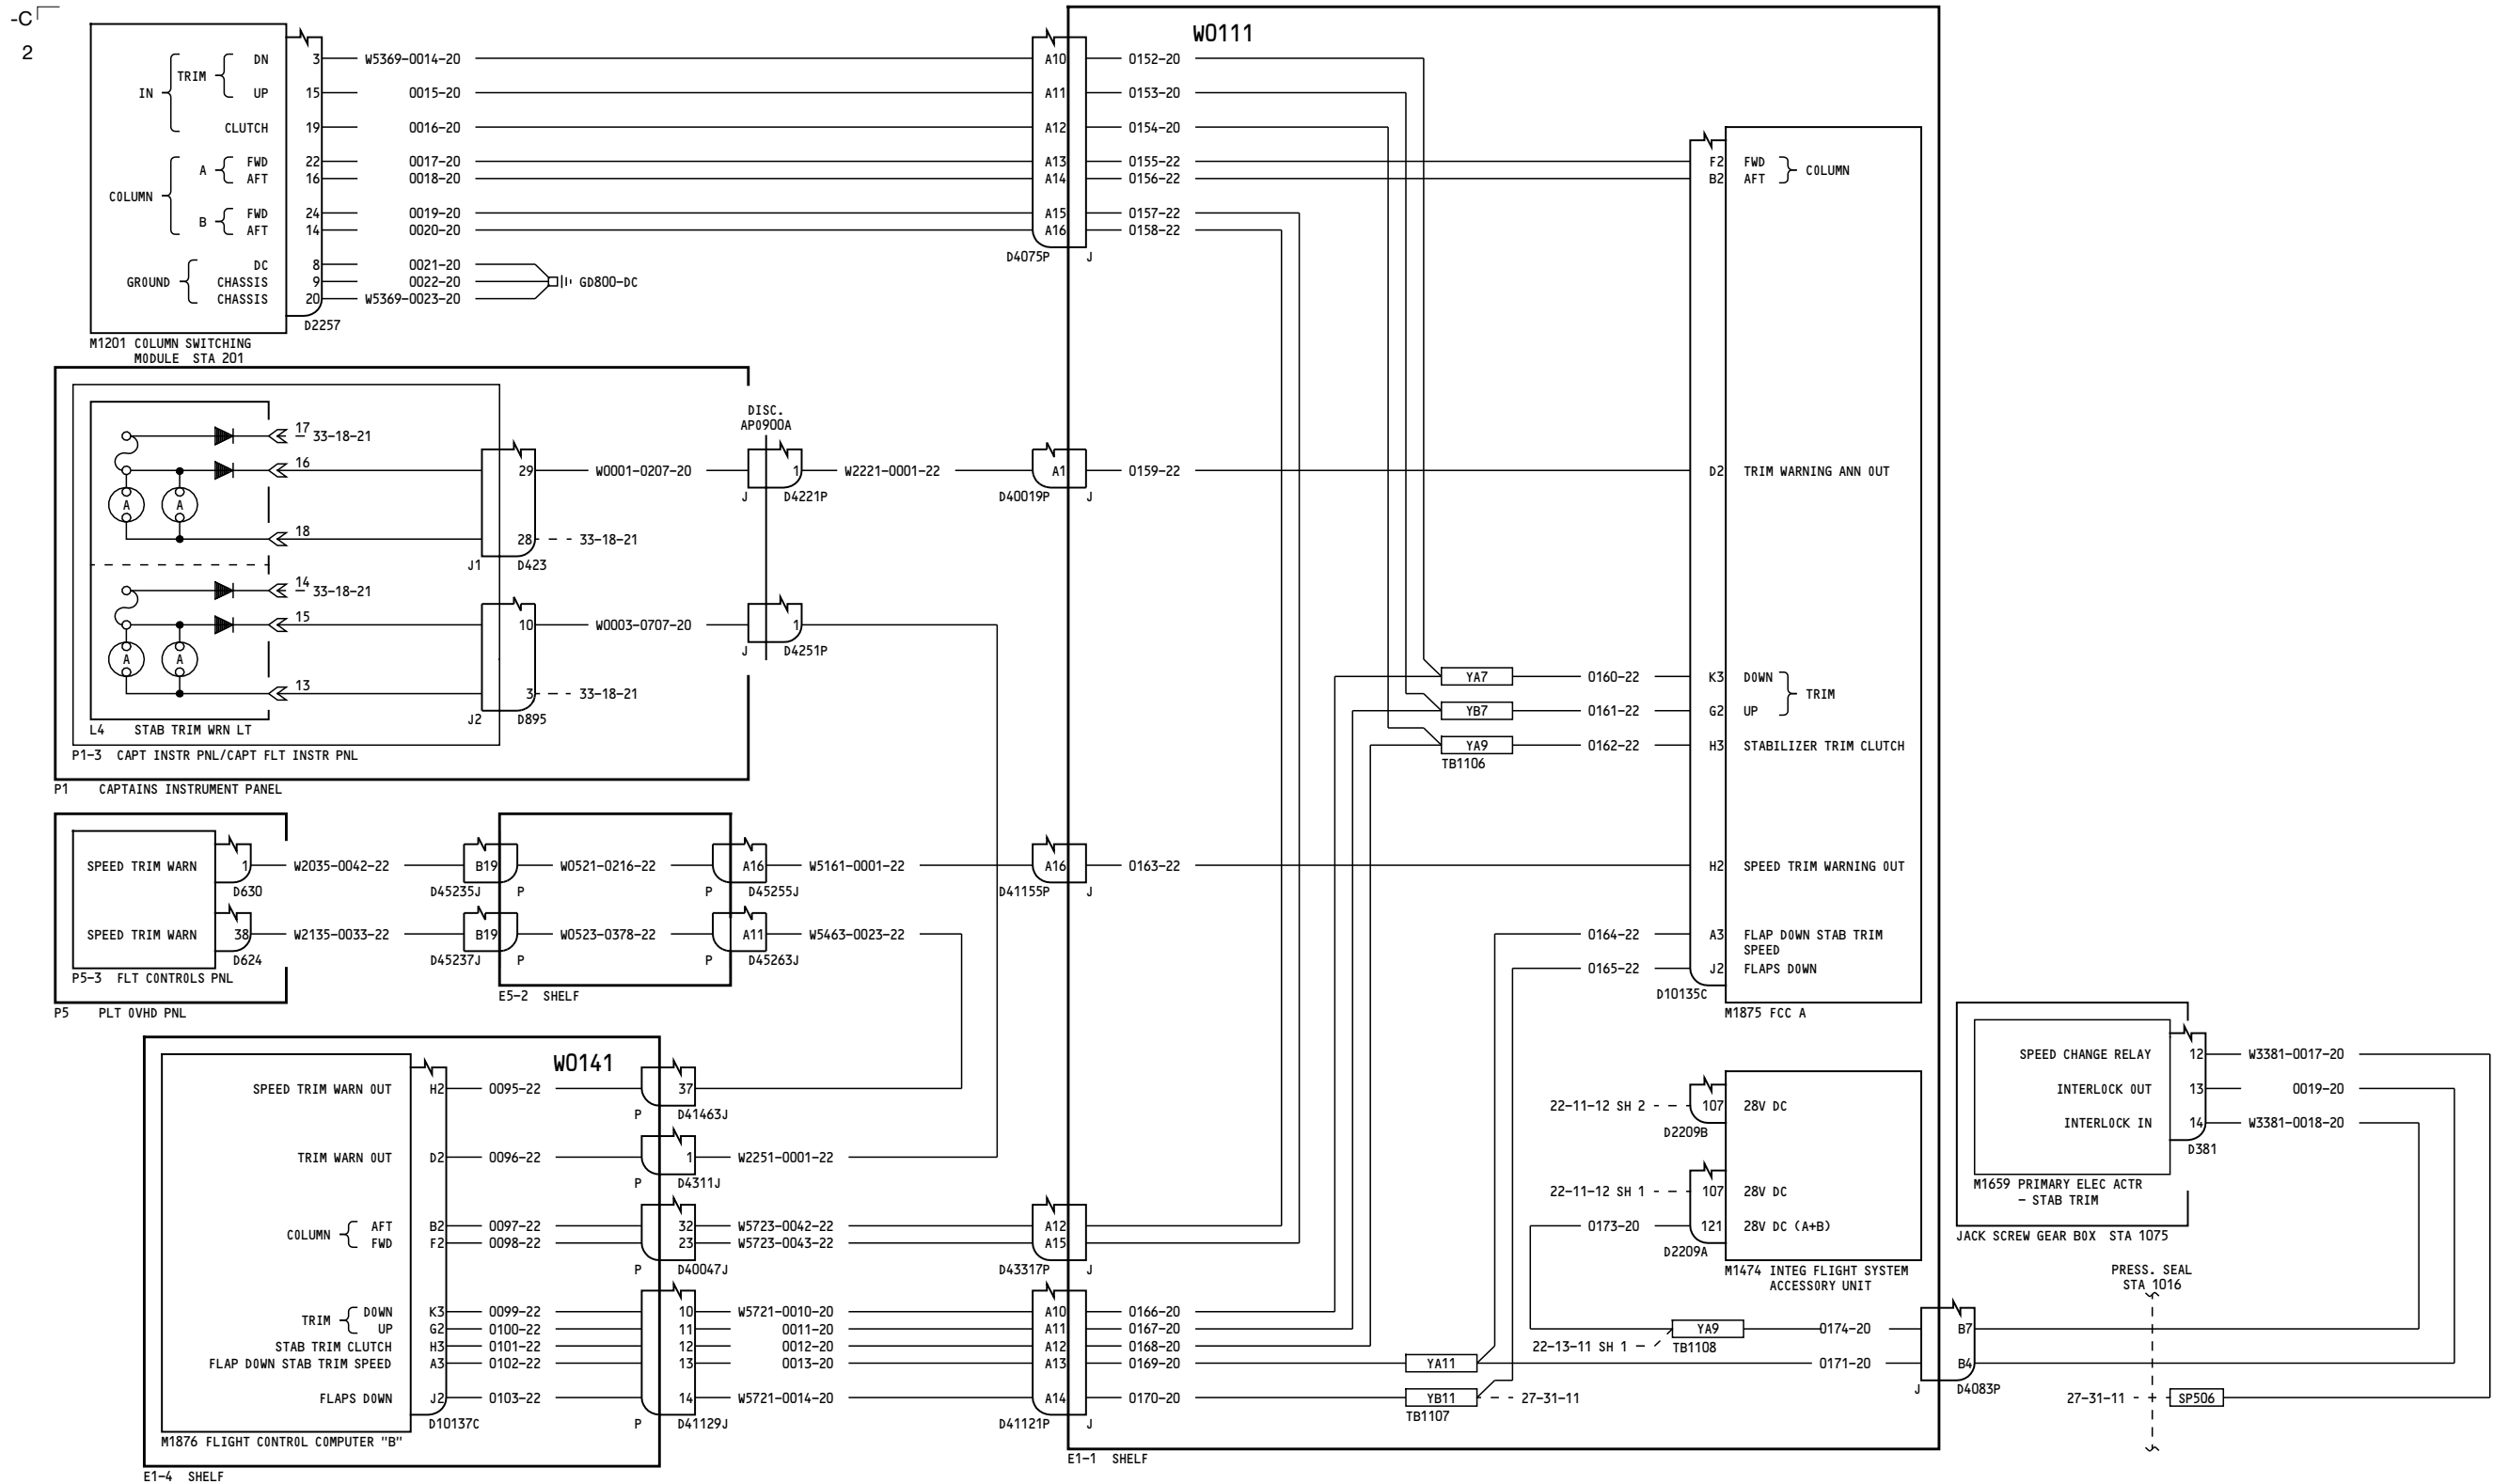 -C
2
W0111
IN
TRIM
DN
UP
CLUTCH
COLUMN
A
FWD
AFT
B
FWD
AFT
GROUND
DC
CHASSIS
CHASSIS
3
15
19
22
16
24
14
8
9
20
D2257
M1201 COLUMN SWITCHING
MODULE STA 201
W5369-0014-20
0015-20
0016-20
0017-20
0018-20
0019-20
0020-20
0021-20
0022-20
W5369-0023-20
GD800-DC
A10
A11
A12
A13
A14
A15
A16
D4075P
J
0152-20
0153-20
0154-20
0155-22
0156-22
0157-22
0158-22
F2
B2
FWD
AFT
COLUMN
17
33-18-21
16
A
A
18
14
33-18-21
15
A
A
13
L4 STAB TRIM WRN LT
P1-3 CAPT INSTR PNL/CAPT FLT INSTR PNL
P1 CAPTAINS INSTRUMENT PANEL
29
28
J1
D423
33-18-21
10
3
J2
D895
33-18-21
W0001-0207-20
W0003-0707-20
DISC.
AP0900A
1
J
D4221P
1
J
D4251P
W2221-0001-22
A1
D40019P
J
0159-22
D2
TRIM WARNING ANN OUT
YA7
YB7
YA9
TB1106
0160-22
0161-22
0162-22
K3
G2
H3
DOWN
UP
TRIM
STABILIZER TRIM CLUTCH
SPEED TRIM WARN
SPEED TRIM WARN
1
D630
38
D624
P5-3 FLT CONTROLS PNL
P5 PLT OVHD PNL
W2035-0042-22
W2135-0033-22
B19
D45235J
P
B19
D45237J
P
W0521-0216-22
W0523-0378-22
A16
P
D45255J
A11
P
D45263J
E5-2 SHELF
W5161-0001-22
W5463-0023-22
A16
D41155P
J
0163-22
H2
SPEED TRIM WARNING OUT
0164-22
0165-22
A3
J2
FLAP DOWN STAB TRIM
SPEED
FLAPS DOWN
D10135C
M1875 FCC A
W0141
SPEED TRIM WARN OUT
TRIM WARN OUT
COLUMN
AFT
FWD
TRIM
DOWN
UP
STAB TRIM CLUTCH
FLAP DOWN STAB TRIM SPEED
FLAPS DOWN
H2
D2
B2
F2
K3
G2
H3
A3
J2
D10137C
M1876 FLIGHT CONTROL COMPUTER "B"
E1-4 SHELF
0095-22
0096-22
0097-22
0098-22
0099-22
0100-22
0101-22
0102-22
0103-22
37
P
D41463J
1
P
D4311J
32
23
P
D40047J
10
11
12
13
14
P
D41129J
W2251-0001-22
W5723-0042-22
W5723-0043-22
W5721-0010-20
0011-20
0012-20
0013-20
W5721-0014-20
A12
A15
D43317P
J
A10
A11
A12
A13
A14
D41121P
J
0166-20
0167-20
0168-20
0169-20
0170-20
YA11
YB11
TB1107
27-31-11
E1-1 SHELF
22-11-12 SH 2
107
28V DC
D2209B
22-11-12 SH 1
107
28V DC
0173-20
121
28V DC (A+B)
D2209A
M1474 INTEG FLIGHT SYSTEM
ACCESSORY UNIT
22-13-11 SH 1
YA9
TB1108
0174-20
0171-20
B7
B4
J
D4083P
SPEED CHANGE RELAY
INTERLOCK OUT
INTERLOCK IN
12
13
14
D381
M1659 PRIMARY ELEC ACTR
- STAB TRIM
JACK SCREW GEAR BOX STA 1075
W3381-0017-20
0019-20
W3381-0018-20
PRESS. SEAL
STA 1016
27-31-11
SP506